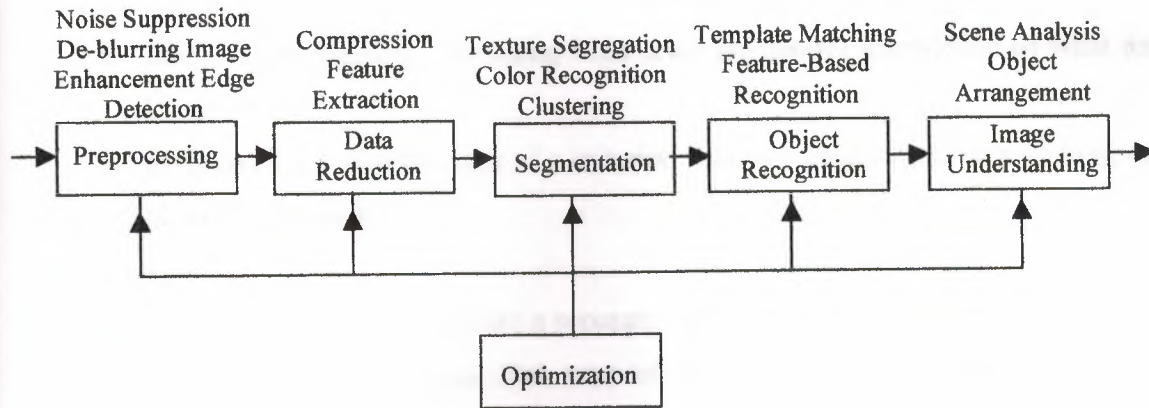 Noise Suppression
De-blurring Image
Enhancement Edge
Detection
Compression
Feature
Extraction
Texture Segregation
Color Recognition
Clustering
Template Matching
Feature-Based
Recognition
Scene Analysis
Object
Arrangement
Preprocessing
Data
Reduction
Segmentation
Object
Recognition
Image
Understanding
Optimization